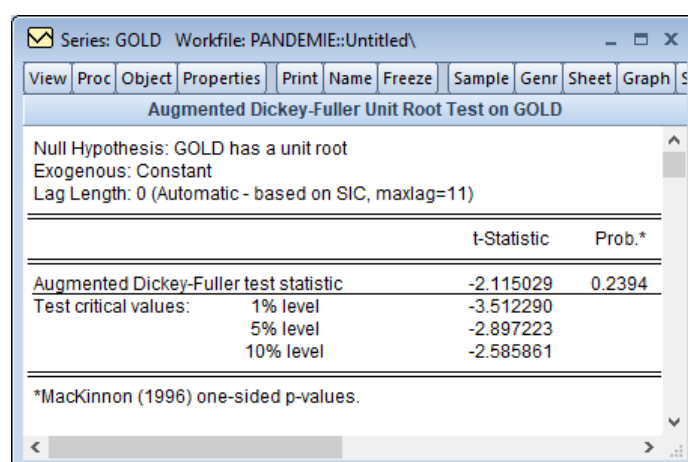 Series: GOLD Workfile: PANDEMIE::Untitled\
View Proc Object Properties Print Name Freeze Sample Genr Sheet Graph S
Augmented Dickey-Fuller Unit Root Test on GOLD
Null Hypothesis: GOLD has a unit root
Exogenous: Constant
Lag Length: 0 (Automatic - based on SIC, maxlag=11)
t-Statistic Prob.*
Augmented Dickey-Fuller test statistic -2.115029 0.2394
Test critical values: 1% level -3.512290
5% level -2.897223
10% level -2.585861
*MacKinnon (1996) one-sided p-values.